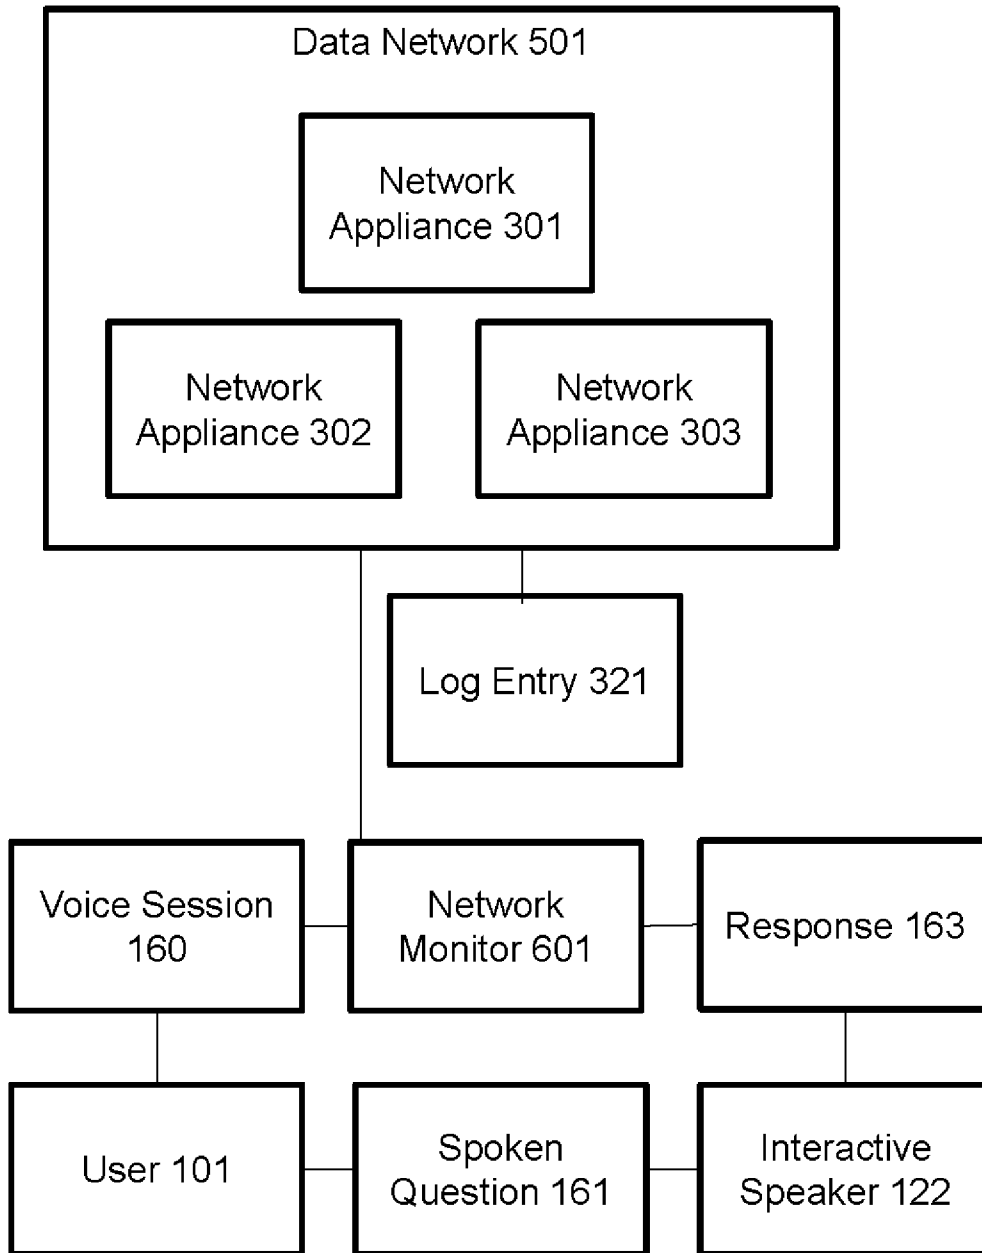 Data Network 501
Network
Appliance 301
Network
Appliance 302
Network
Appliance 303
Log Entry 321
Voice Session
160
Network
Monitor 601
Response 163
User 101
Spoken
Question 161
Interactive
Speaker 122